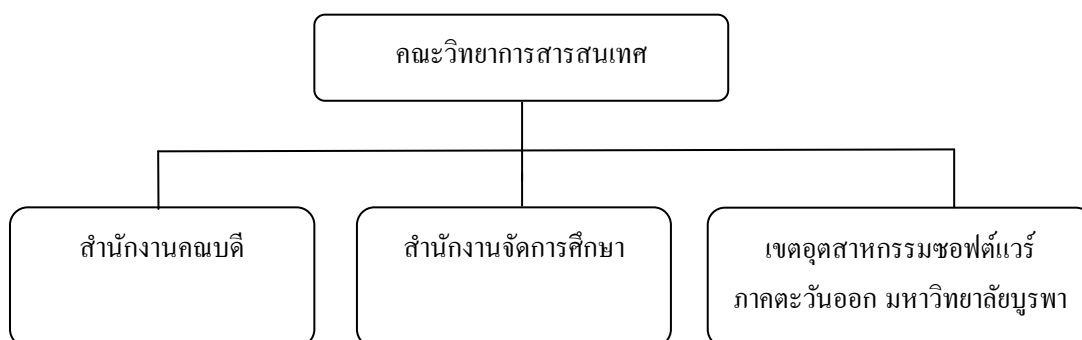 คณะวิทยาการสารสนเทศ
สำนักงานคณบดี
สำนักงานจัดการศึกษา
เขตอุตสาหกรรมซอฟต์แวร์
ภาคตะวันออก มหาวิทยาลัยบูรพา